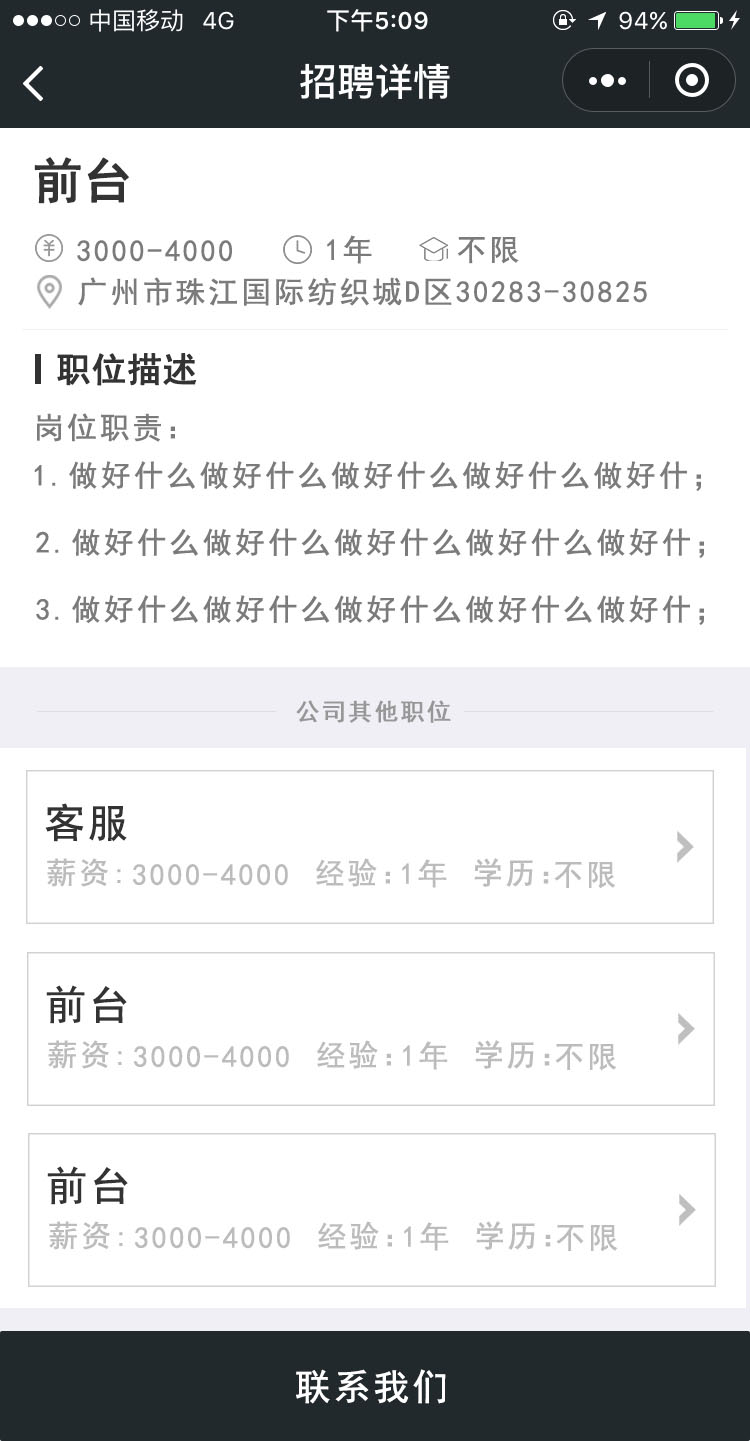 中国移动 4G 下午5:09 94%
招聘详情
前台
3000-4000 1年 不限
广州市珠江国际纺织城D区30283-30825
职位描述
岗位职责：
1.做好什么做好什么做好什么做好什么做好什；
2.做好什么做好什么做好什么做好什么做好什；
3.做好什么做好什么做好什么做好什么做好什；
公司其他职位
客服
薪资：3000-4000 经验：1年 学历：不限
前台
薪资：3000-4000 经验：1年 学历：不限
前台
薪资：3000-4000 经验：1年 学历：不限
联系我们